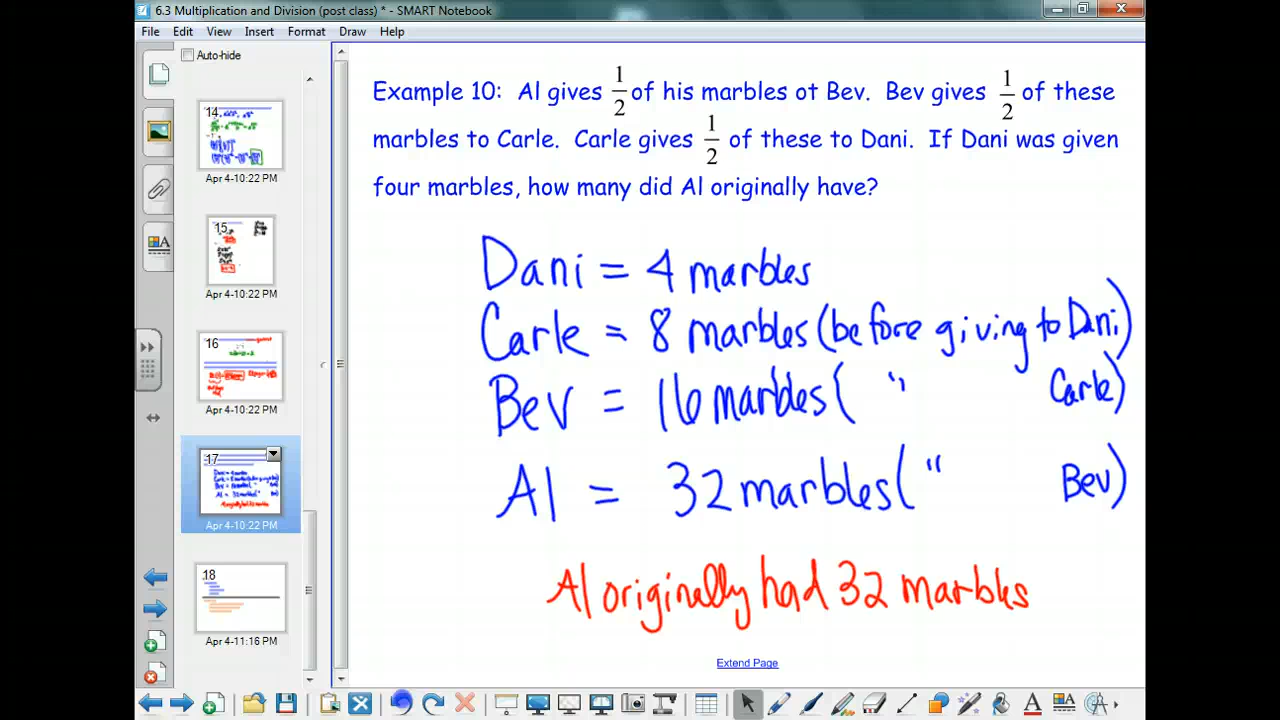 6.3 Multiplication and Division (post class) * - SMART Notebook
File Edit View Insert Format Draw Help
Auto-hide
14
Apr 4-10:22 PM
15
Apr 4-10:22 PM
16
Apr 4-10:22 PM
17
Apr 4-10:22 PM
18
Apr 4-11:16 PM
Example 10: Al gives 1/2 of his marbles ot Bev. Bev gives 1/2 of these
marbles to Carle. Carle gives 1/2 of these to Dani. If Dani was given
four marbles, how many did Al originally have?
Dani = 4 marbles
Carle = 8 marbles (before giving to Dani)
Bev = 16 marbles ( " Carle)
Al = 32 marbles ( " Bev)
Al originally had 32 marbles
Extend Page